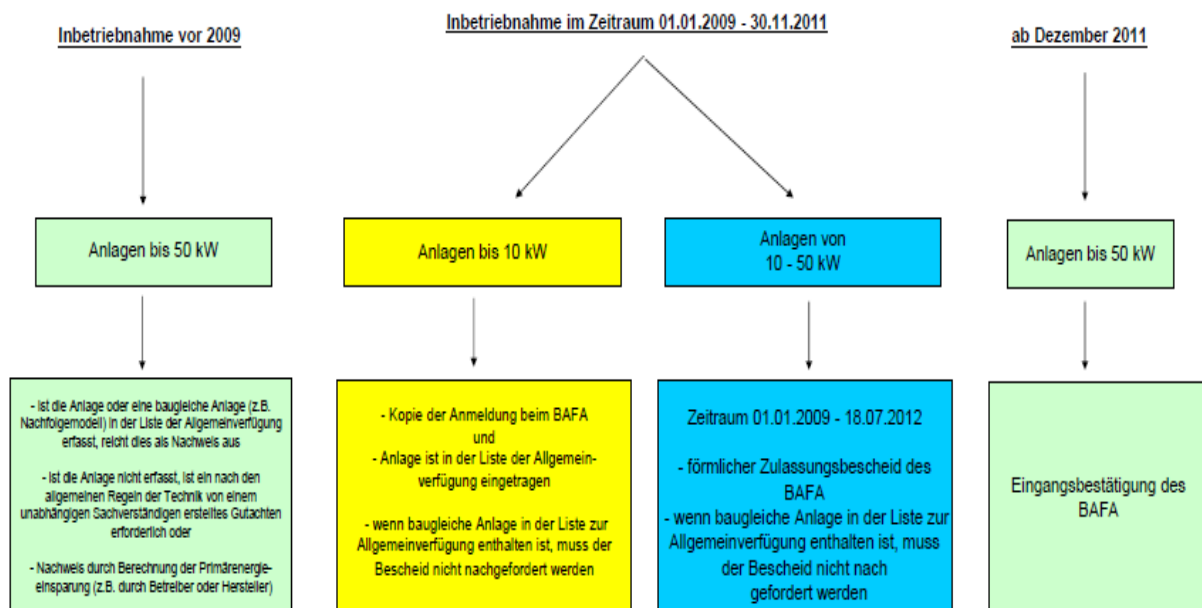 Inbetriebnahme vor 2009
Inbetriebnahme im Zeitraum 01.01.2009 - 30.11.2011
ab Dezember 2011
Anlagen bis 50 kW
Anlagen bis 10 kW
Anlagen von
10 - 50 kW
Anlagen bis 50 kW
- Ist die Anlage oder eine baugleiche Anlage (z.B.
Nachfolgemodell) in der Liste der Allgemeinverfügung
erfasst, reicht dies als Nachweis aus
- Ist die Anlage nicht erfasst, ist ein nach den
allgemeinen Regeln der Technik von einem
unabhängigen Sachverständigen erstelltes Gutachten
erforderlich oder
- Nachweis durch Berechnung der Primärenergie-
einsparung (z.B. durch Betreiber oder Hersteller)
- Kopie der Anmeldung beim BAFA
und
- Anlage ist in der Liste der Allgemein-
verfügung eingetragen
- wenn baugleiche Anlage in der Liste zur
Allgemeinverfügung enthalten ist, muss der
Bescheid nicht nachgefordert werden
Zeitraum 01.01.2009 - 18.07.2012
- förmlicher Zulassungsbescheid des
BAFA
- wenn baugleiche Anlage in der Liste zur
Allgemeinverfügung enthalten ist, muss
der Bescheid nicht nach
gefordert werden
Eingangsbestätigung des
BAFA